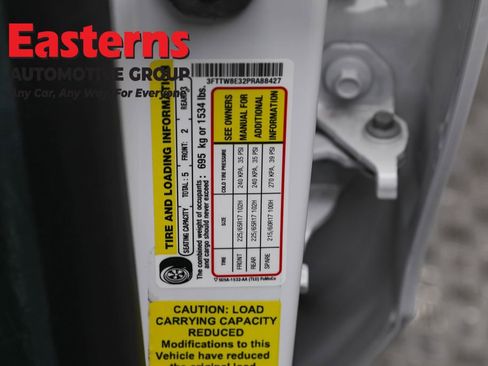 Easterns
AUTOMOTIVE GROUP
Any Car, Any Way, For Everyone
3FTTW8E32PRA88427
TIRE AND LOADING INFORMATION
SEATING CAPACITY TOTAL: 5 FRONT: 2 REAR:
The combined weight of occupants
and cargo should never exceed : 695 kg or 1534 lbs.
TIRE SIZE COLD TIRE PRESSURE
FRONT 225/65R17 102H 240 KPA, 35 PSI
REAR 225/65R17 102H 240 KPA, 35 PSI
SPARE 215/60R17 100H 270 KPA, 39 PSI
SEE OWNERS
MANUAL FOR
ADDITIONAL
INFORMATION
CAUTION: LOAD
CARRYING CAPACITY
REDUCED
Modifications to this
Vehicle have reduced
the original load